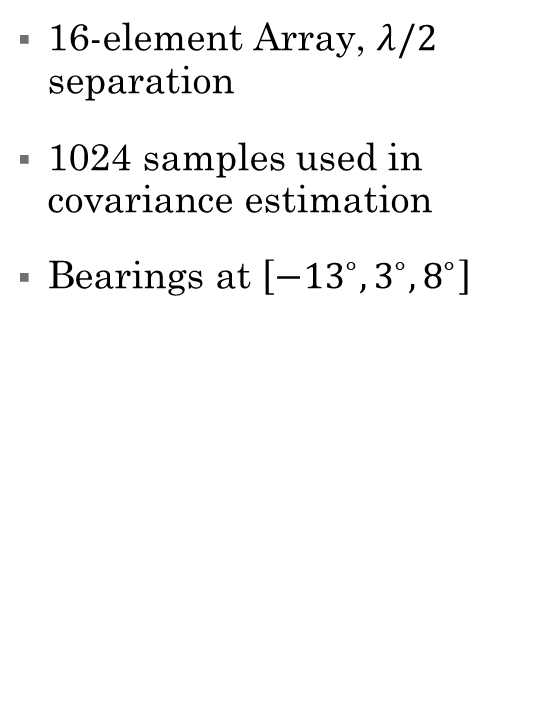 ▪ 16-element Array, λ/2
separation
▪ 1024 samples used in
covariance estimation
▪ Bearings at [−13°, 3°, 8°]